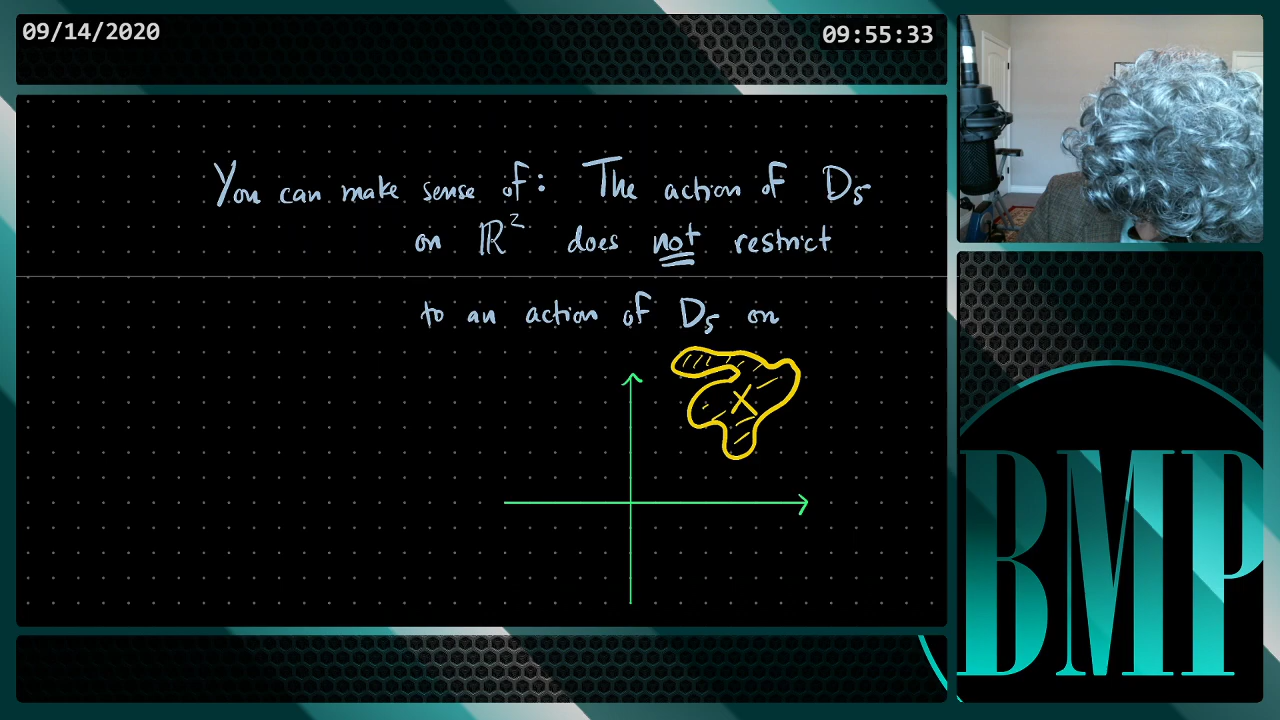 09/14/2020
09:55:33
You can make sense of: The action of D₅
on ℝ² does not restrict
to an action of D₅ on
X
BMP